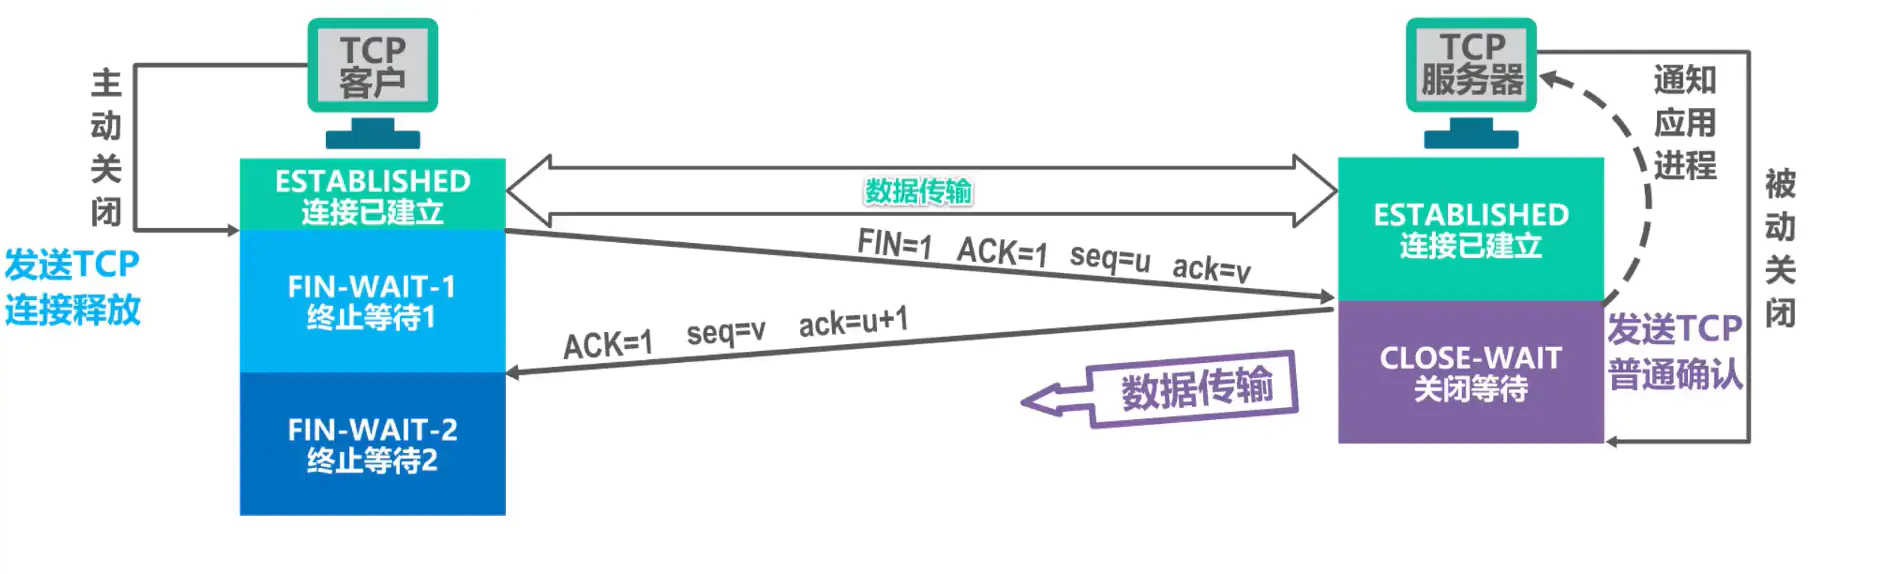 TCP
客户
TCP
服务器
主动关闭
通知
应用
进程
被动关闭
ESTABLISHED
连接已建立
数据传输
ESTABLISHED
连接已建立
发送TCP
连接释放
FIN=1 ACK=1 seq=u ack=v
FIN-WAIT-1
终止等待1
ACK=1 seq=v ack=u+1
发送TCP
普通确认
CLOSE-WAIT
关闭等待
数据传输
FIN-WAIT-2
终止等待2